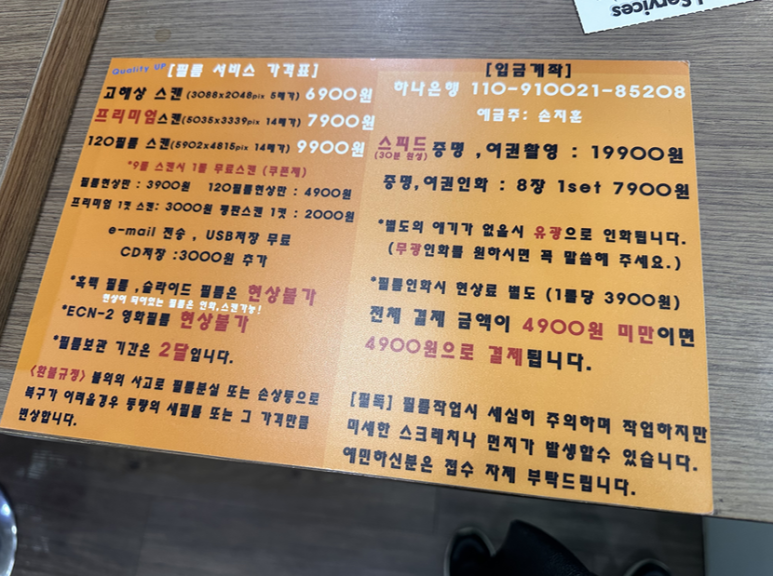 Services
Quality UP [필름 서비스 가격표]
고해상 스캔(3088x2048pix 5메가) 6900원
프리미엄스캔(5035x3339pix 14메가) 7900원
120필름 스캔(5902x4815pix 14메가) 9900원
*9롤 스캔시 1롤 무료스캔 (쿠폰제)
필름현상만 : 3900원 120필름현상만 : 4900원
프리미엄 1컷 스캔: 3000원 평판스캔 1컷 : 2000원
e-mail 전송 , USB저장 무료
CD저장 :3000원 추가
*흑백 필름 ,슬라이드 필름은 현상불가
현상이 되어있는 필름은 인화,스캔가능!
*ECN-2 영화필름 현상불가
*필름보관 기간은 2달입니다.
<환불규정> 불의의 사고로 필름분실 또는 손상등으로
복구가 어려울경우 동량의 새필름 또는 그 가격만큼
변상합니다.
[입금계좌]
하나은행 110-910021-85208
예금주: 손지훈
스피드 증명 ,여권촬영 : 19900원
(30분 완성)
증명,여권인화 : 8장 1set 7900원
*별도의 얘기가 없을시 유광으로 인화됩니다.
(무광인화를 원하시면 꼭 말씀해 주세요.)
*필름인화시 현상료 별도 (1롤당 3900원)
전체 결제 금액이 4900원 미만이면
4900원으로 결제됩니다.
[필독] 필름작업시 세심히 주의하며 작업하지만
미세한 스크래치나 먼지가 발생할수 있습니다.
예민하신분은 접수 자제 부탁드립니다.